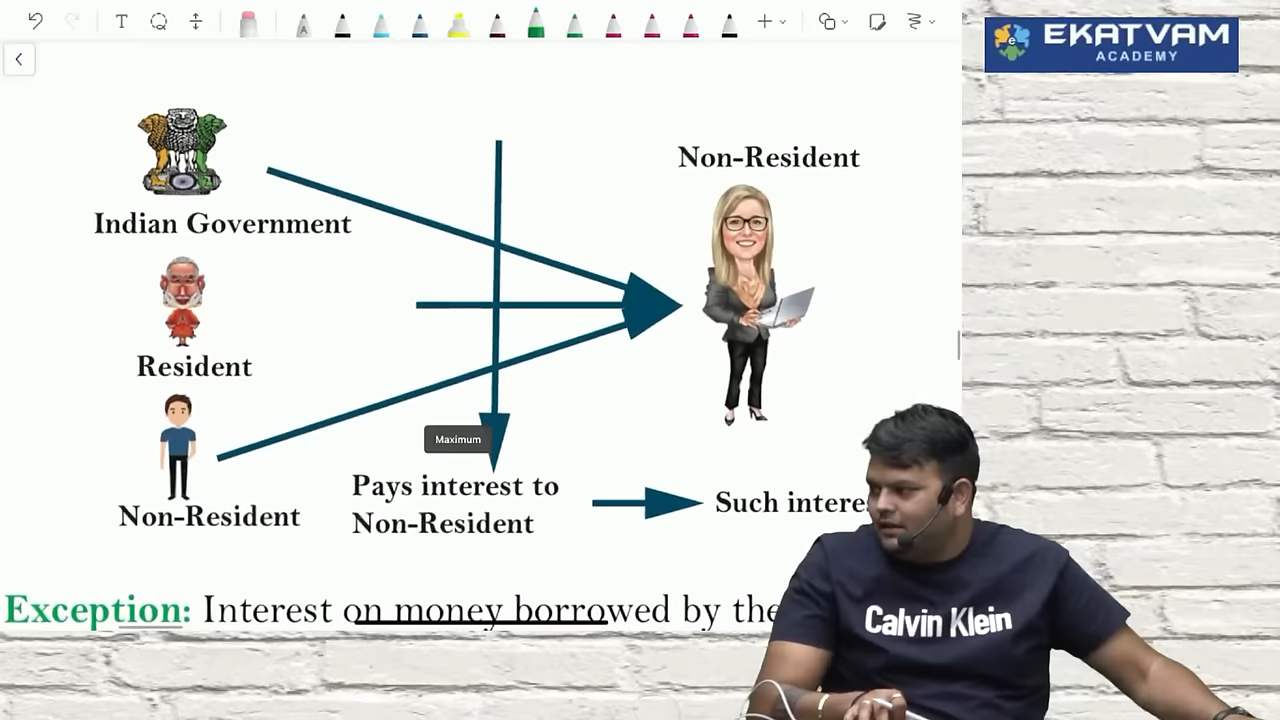 EKATVAM
ACADEMY
Non-Resident
Indian Government
Resident
Maximum
Pays interest to
Non-Resident
Such
Non-Resident
Exception: Interest on money borrowed by the
Calvin Klein